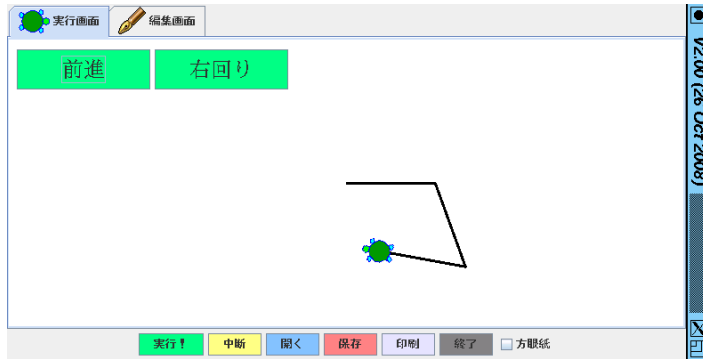 実行画面 編集画面
前進 右回り
実行！ 中断 開く 保存 印刷 終了 方眼紙
V2.00 (26 Oct 2008)